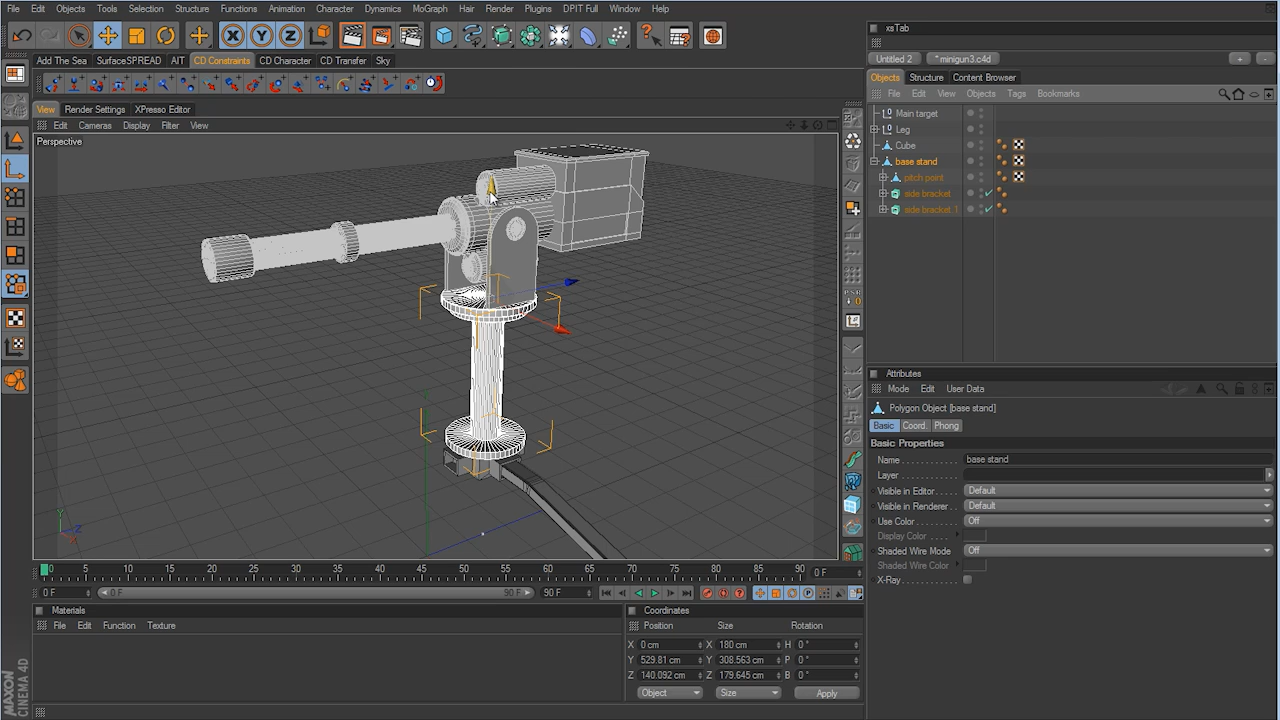 File Edit Objects Tools Selection Structure Functions Animation Character Dynamics MoGraph Hair Render Plugins DPIT Full Window Help
xsTab
Untitled 2 * minigun3.c4d + -
Add The Sea SurfaceSPREAD AIT CD Constraints CD Character CD Transfer Sky
Objects Structure Content Browser
File Edit View Objects Tags Bookmarks
View Render Settings XPresso Editor
Edit Cameras Display Filter View
Perspective
Main target
Leg
Cube
base stand
pitch point
side bracket
side bracket 1
Attributes
Mode Edit User Data
Polygon Object [base stand]
Basic Coord. Phong
Basic Properties
Name base stand
Layer
Visible in Editor Default
Visible in Renderer Default
Use Color Off
Display Color
Shaded Wire Mode Off
Shaded Wire Color
X-Ray
Y Z X
0 5 10 15 20 25 30 35 40 45 50 55 60 65 70 75 80 85 90 0 F
0 F 0 F 90 F 90 F
Materials
File Edit Function Texture
Coordinates
Position Size Rotation
X 0 cm X 180 cm H 0 °
Y 529.81 cm Y 308.563 cm P 0 °
Z 140.092 cm Z 179.645 cm B 0 °
Object Size Apply
MAXON
CINEMA 4D